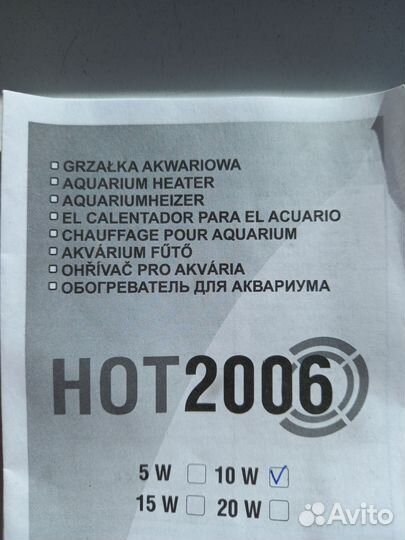 GRZAŁKA AKWARIOWA
AQUARIUM HEATER
AQUARIUMHEIZER
EL CALENTADOR PARA EL ACUARIO
CHAUFFAGE POUR AQUARIUM
AKVÁRIUM FŰTŐ
OHŘÍVAČ PRO AKVÁRIA
ОБОГРЕВАТЕЛЬ ДЛЯ АКВАРИУМА
HOT2006
5 W 10 W
15 W 20 W
Avito